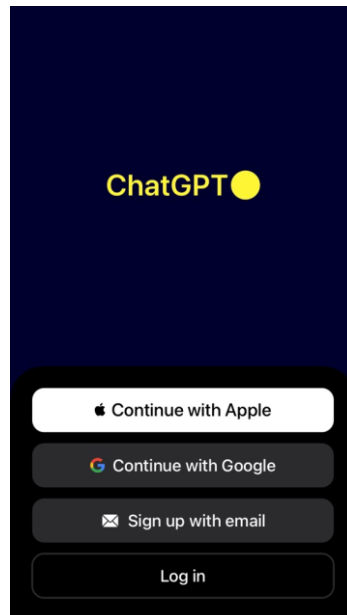 ChatGPT
Continue with Apple
Continue with Google
Sign up with email
Log in